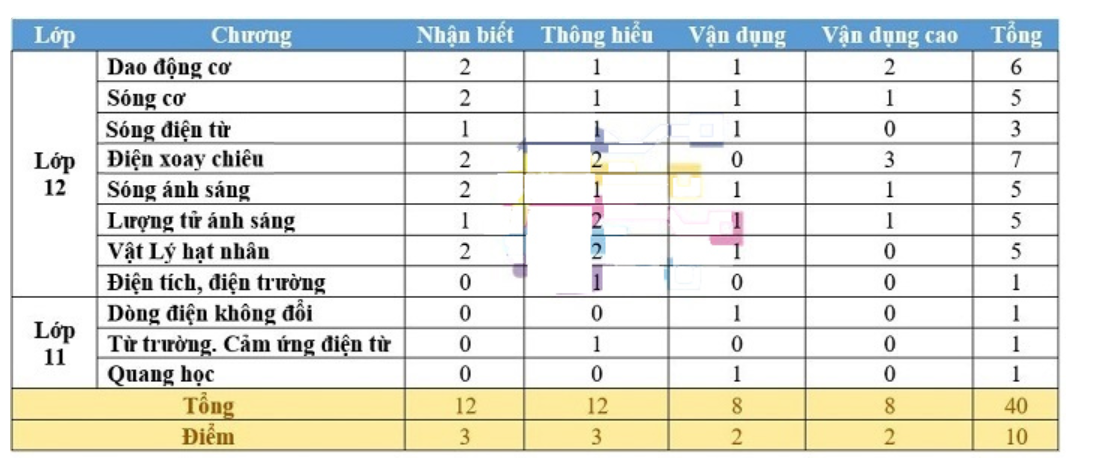 Lớp Chương Nhận biết Thông hiểu Vận dụng Vận dụng cao Tổng
Lớp 12
Dao động cơ 2 1 1 2 6
Sóng cơ 2 1 1 1 5
Sóng điện từ 1 1 1 0 3
Điện xoay chiêu 2 2 0 3 7
Sóng ánh sáng 2 1 1 1 5
Lượng tử ánh sáng 1 2 1 1 5
Vật Lý hạt nhân 2 2 1 0 5
Điện tích, điện trường 0 1 0 0 1
Lớp 11
Dòng điện không đổi 0 0 1 0 1
Từ trường. Cảm ứng điện từ 0 1 0 0 1
Quang học 0 0 1 0 1
Tổng 12 12 8 8 40
Điểm 3 3 2 2 10